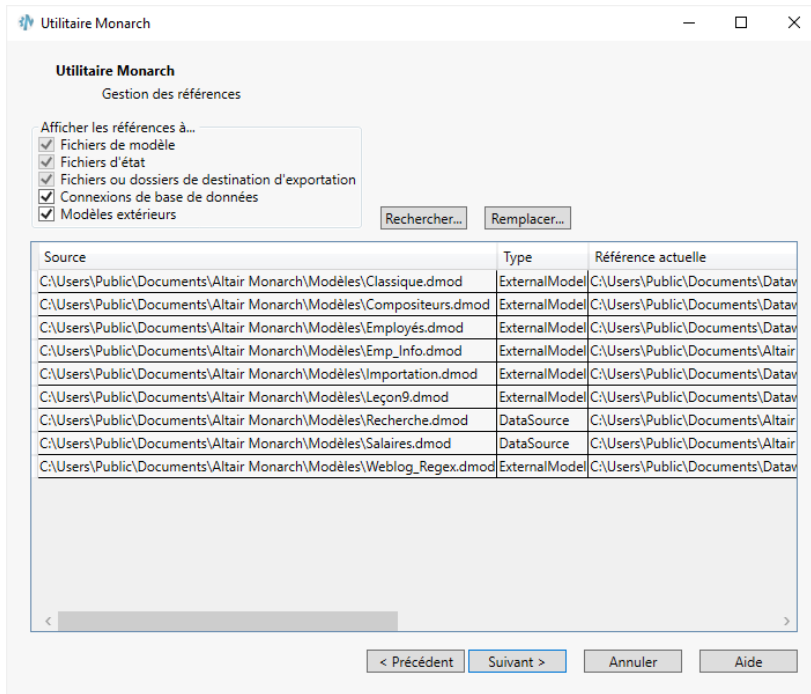 Utilitaire Monarch
Utilitaire Monarch
Gestion des références
Afficher les références à...
Fichiers de modèle
Fichiers d'état
Fichiers ou dossiers de destination d'exportation
Connexions de base de données
Modèles extérieurs
Rechercher... Remplacer...
Source Type Référence actuelle
C:\Users\Public\Documents\Altair Monarch\Modèles\Classique.dmod ExternalModel C:\Users\Public\Documents\Dataw
C:\Users\Public\Documents\Altair Monarch\Modèles\Compositeurs.dmod ExternalModel C:\Users\Public\Documents\Dataw
C:\Users\Public\Documents\Altair Monarch\Modèles\Employés.dmod ExternalModel C:\Users\Public\Documents\Dataw
C:\Users\Public\Documents\Altair Monarch\Modèles\Emp_Info.dmod ExternalModel C:\Users\Public\Documents\Altair
C:\Users\Public\Documents\Altair Monarch\Modèles\Importation.dmod ExternalModel C:\Users\Public\Documents\Dataw
C:\Users\Public\Documents\Altair Monarch\Modèles\Leçon9.dmod ExternalModel C:\Users\Public\Documents\Dataw
C:\Users\Public\Documents\Altair Monarch\Modèles\Recherche.dmod DataSource C:\Users\Public\Documents\Altair
C:\Users\Public\Documents\Altair Monarch\Modèles\Salaires.dmod DataSource C:\Users\Public\Documents\Altair
C:\Users\Public\Documents\Altair Monarch\Modèles\Weblog_Regex.dmod ExternalModel C:\Users\Public\Documents\Dataw
< Précédent Suivant > Annuler Aide